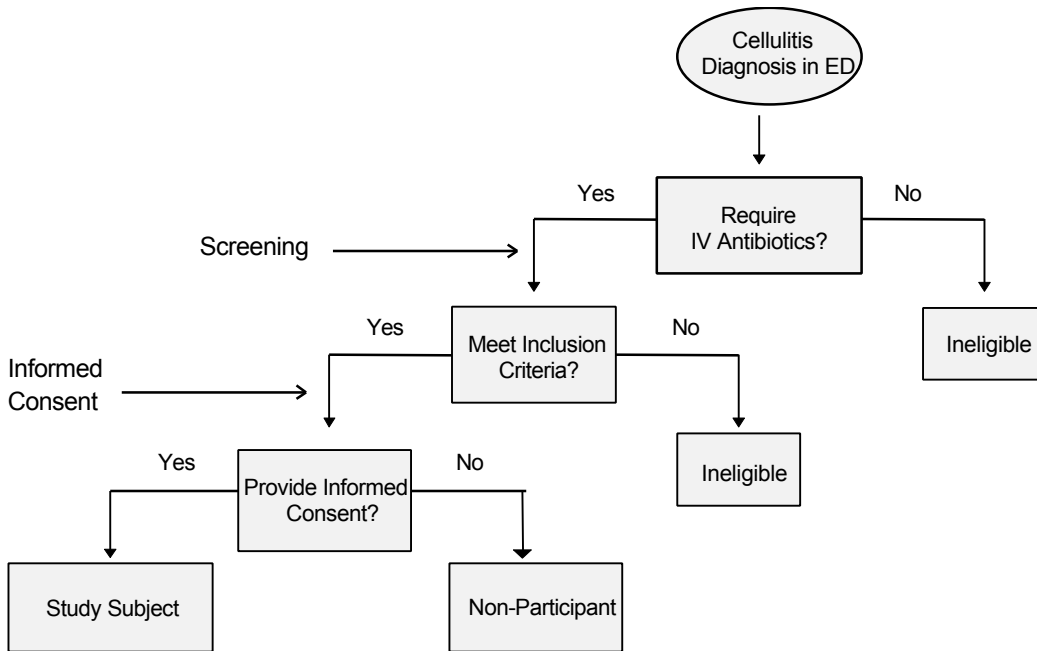 Cellulitis
Diagnosis in ED
Yes
No
Require
IV Antibiotics?
Screening
Yes
No
Meet Inclusion
Criteria?
Ineligible
Informed
Consent
Yes
No
Provide Informed
Consent?
Ineligible
Study Subject
Non-Participant